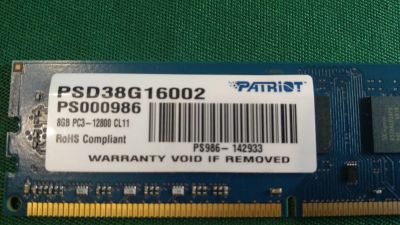 PSD38G16002
PATRIOT
PS000986
8GB PC3-12800 CL11
RoHS Compliant
PS986-142933
WARRANTY VOID IF REMOVED